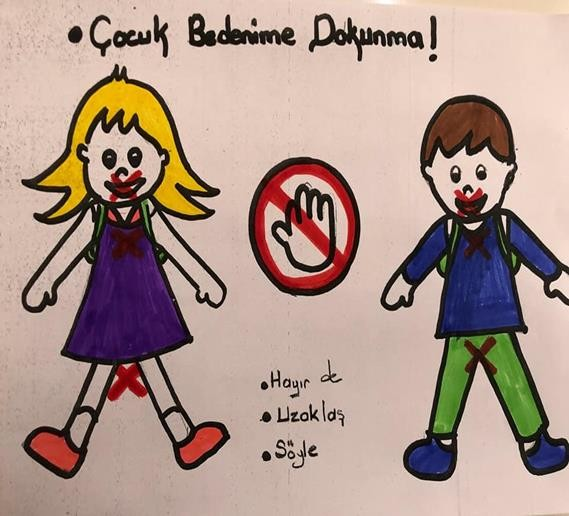 • Çocuk Bedenime Dokunma!
• Hayır de
• Uzaklaş
• Söyle